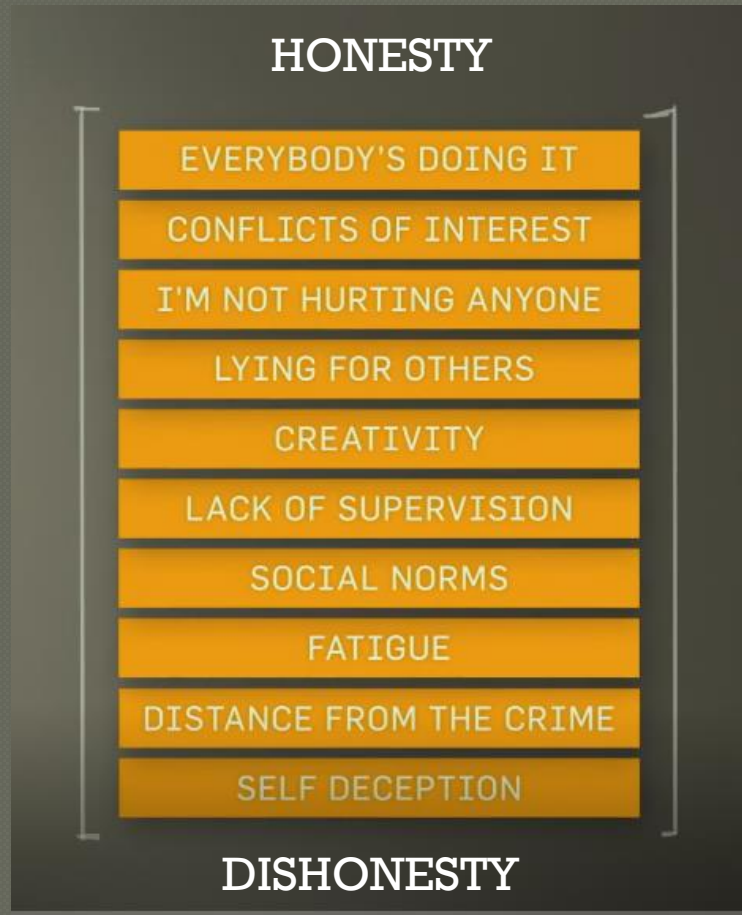 HONESTY
EVERYBODY'S DOING IT
CONFLICTS OF INTEREST
I'M NOT HURTING ANYONE
LYING FOR OTHERS
CREATIVITY
LACK OF SUPERVISION
SOCIAL NORMS
FATIGUE
DISTANCE FROM THE CRIME
SELF DECEPTION
DISHONESTY